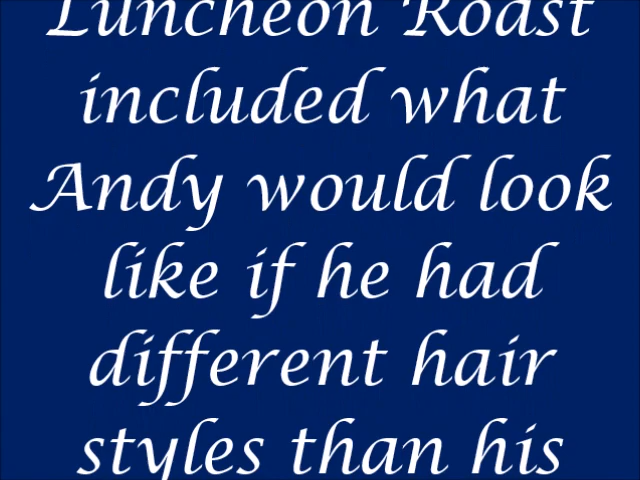 Luncheon Roast
included what
Andy would look
like if he had
different hair
styles than his